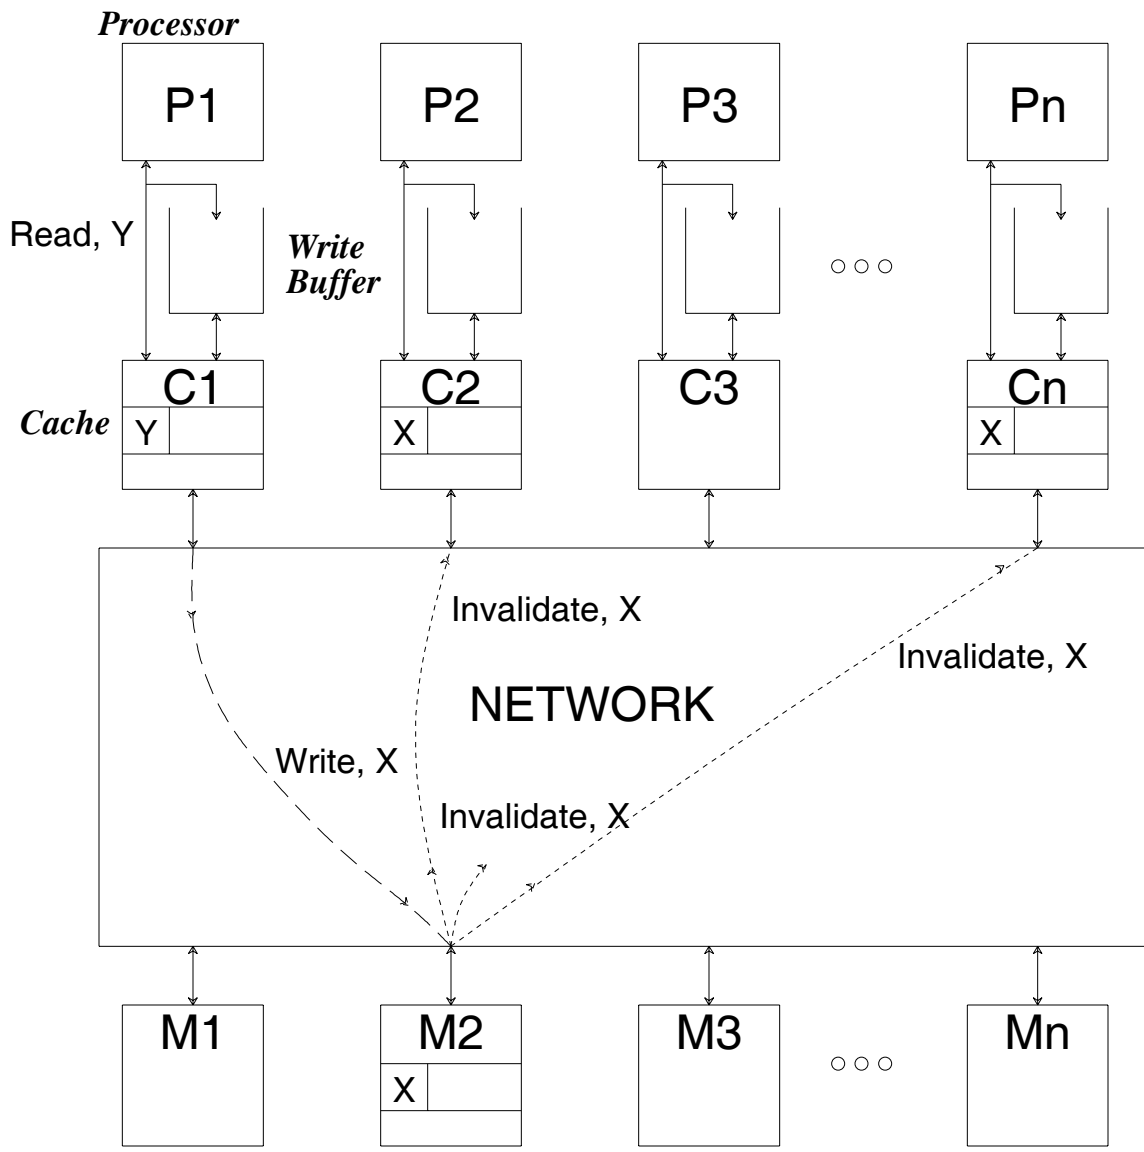 Processor
P1 P2 P3 Pn
Read, Y
Write
Buffer
C1 C2 C3 Cn
Cache
Y X X
Invalidate, X
Invalidate, X
NETWORK
Write, X
Invalidate, X
M1 M2 M3 Mn
X